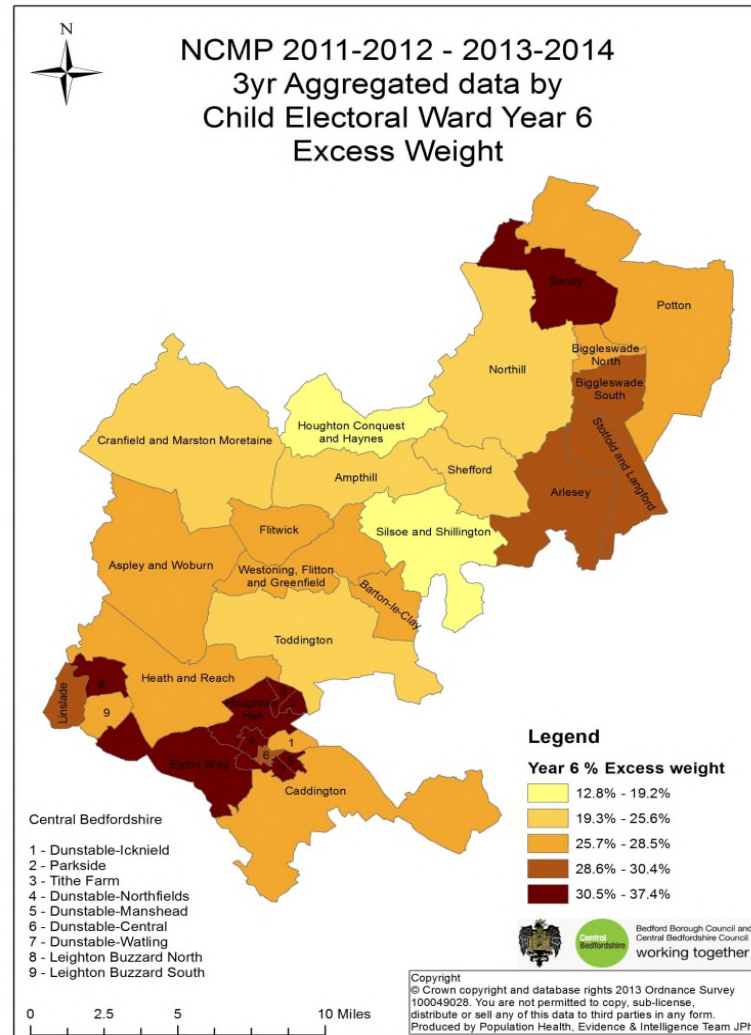 N
NCMP 2011-2012 - 2013-2014
3yr Aggregated data by
Child Electoral Ward Year 6
Excess Weight
Sandy
Potton
Biggleswade
North
Northill
Biggleswade
South
Houghton Conquest
and Haynes
Cranfield and Marston Moretaine
Stotfold and Langford
Shefford
Ampthill
Arlesey
Flitwick
Silsoe and Shillington
Aspley and Woburn
Westoning, Flitton
and Greenfield
Barton-le-Clay
Toddington
Heath and Reach
Linslade
8
3
2
Houghton
Hall
9
4
1
6
Eaton Bray
Caddington
Legend
Year 6 % Excess weight
12.8% - 19.2%
19.3% - 25.6%
25.7% - 28.5%
28.6% - 30.4%
30.5% - 37.4%
Central Bedfordshire
1 - Dunstable-Icknield
2 - Parkside
3 - Tithe Farm
4 - Dunstable-Northfields
5 - Dunstable-Manshead
6 - Dunstable-Central
7 - Dunstable-Watling
8 - Leighton Buzzard North
9 - Leighton Buzzard South
0 2.5 5 10 Miles
Central
Bedfordshire
Bedford Borough Council and
Central Bedfordshire Council
working together
Copyright
© Crown copyright and database rights 2013 Ordnance Survey
100049028. You are not permitted to copy, sub-license,
distribute or sell any of this data to third parties in any form.
Produced by Population Health, Evidence & Intelligence Team